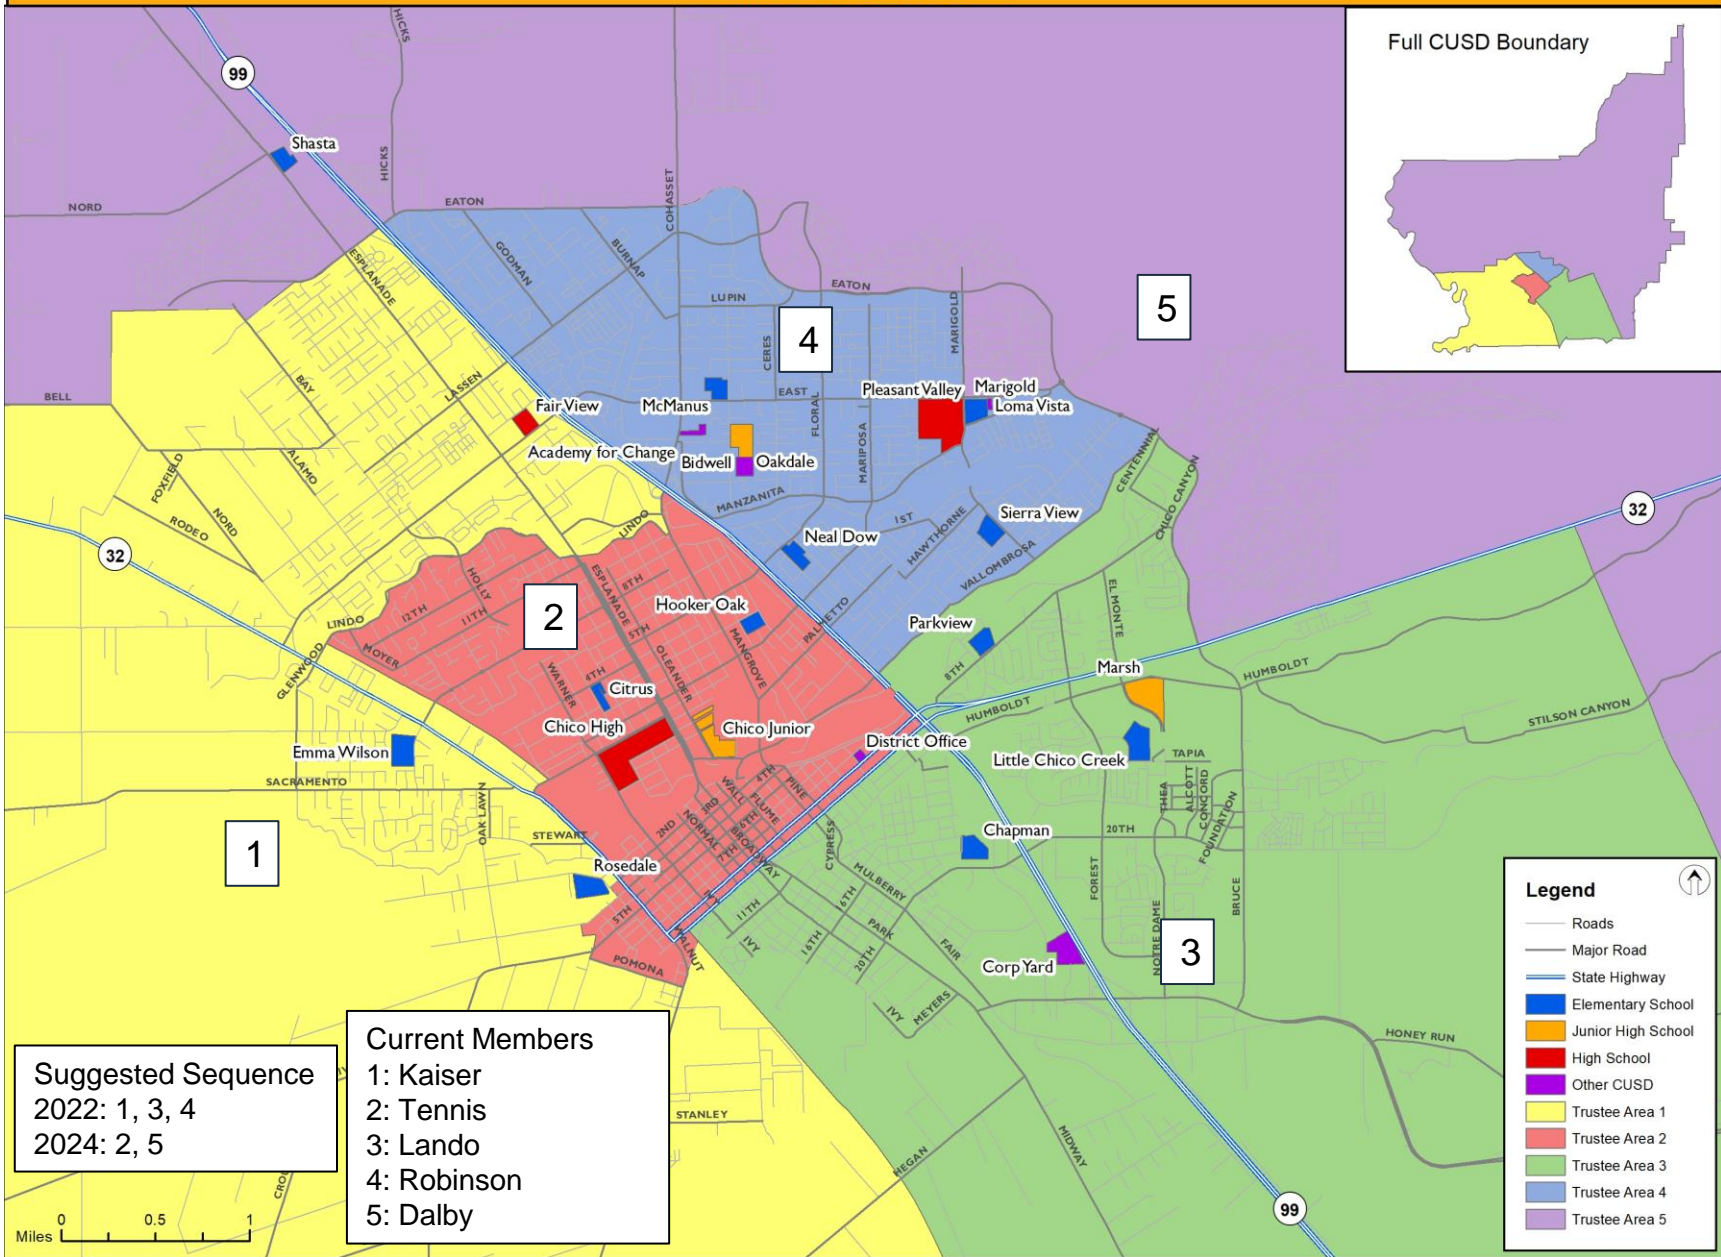 Full CUSD Boundary
HICKS
99
Shasta
HICKS
NORD
EATON
COHASSET
GODMAN
BURNAP
ESPLANADE
LUPIN
EATON
MARIGOLD
5
4
CERES
BAY
LASSEN
BELL
EAST
Pleasant Valley
Marigold
Loma Vista
Fair View
McManus
FLORAL
MARIPOSA
Academy for Change
Bidwell
Oakdale
CENTENNIAL
CHICO CANYON
ALAMO
FOXFIELD
RODEO
NORD
MANZANITA
LINDO
1ST
HAWTHORNE
Sierra View
32
32
Neal Dow
VALLOMBROSA
HOLLY
ESPLANADE
8TH
EL MONTE
2
12TH
11TH
LINDO
Hooker Oak
5TH
PALMETTO
MANGROVE
Parkview
MOYER
GLENWOOD
OLEANDER
4TH
WARNER
8TH
Marsh
HUMBOLDT
Citrus
Chico High
Chico Junior
HUMBOLDT
STILSON CANYON
District Office
Emma Wilson
Little Chico Creek
TAPIA
SACRAMENTO
4TH
PINE
WALL
FLUME
3RD
6TH
NORMAL
2ND
BROADWAY
7TH
THEA
ALCOTT
CONCORD
FOUNDATION
OAK LAWN
STEWART
CYPRESS
Chapman
20TH
1
Rosedale
MULBERRY
FOREST
BRUCE
IVY
11TH
16TH
PARK
5TH
IVY
16TH
20TH
FAIR
NOTRE DAME
3
WALNUT
POMONA
Corp Yard
IVY
MEYERS
HONEY RUN
STANLEY
MIDWAY
HEGAN
99
Suggested Sequence
2022: 1, 3, 4
2024: 2, 5
Current Members
1: Kaiser
2: Tennis
3: Lando
4: Robinson
5: Dalby
Miles
0 0.5 1
Legend
Roads
Major Road
State Highway
Elementary School
Junior High School
High School
Other CUSD
Trustee Area 1
Trustee Area 2
Trustee Area 3
Trustee Area 4
Trustee Area 5